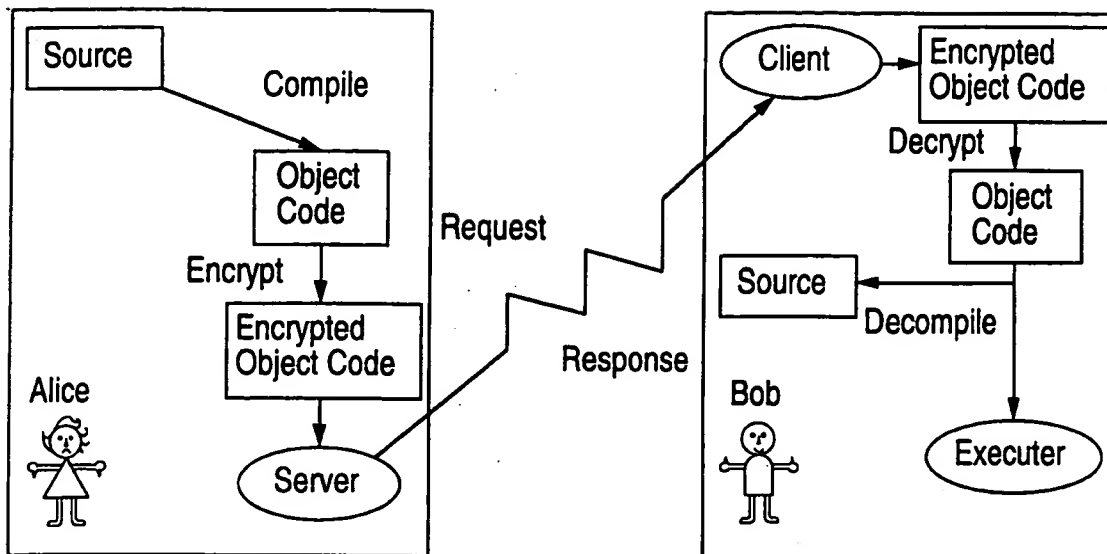 Source
Compile
Object
Code
Encrypt
Encrypted
Object Code
Alice
Server
Request
Response
Client
Encrypted
Object Code
Decrypt
Object
Code
Source
Decompile
Bob
Executer